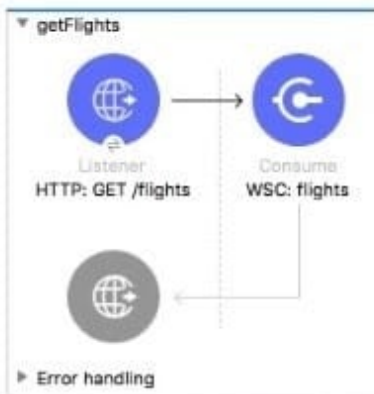 getFlights
Listener
Consume
HTTP: GET /flights
WSC: flights
Error handling